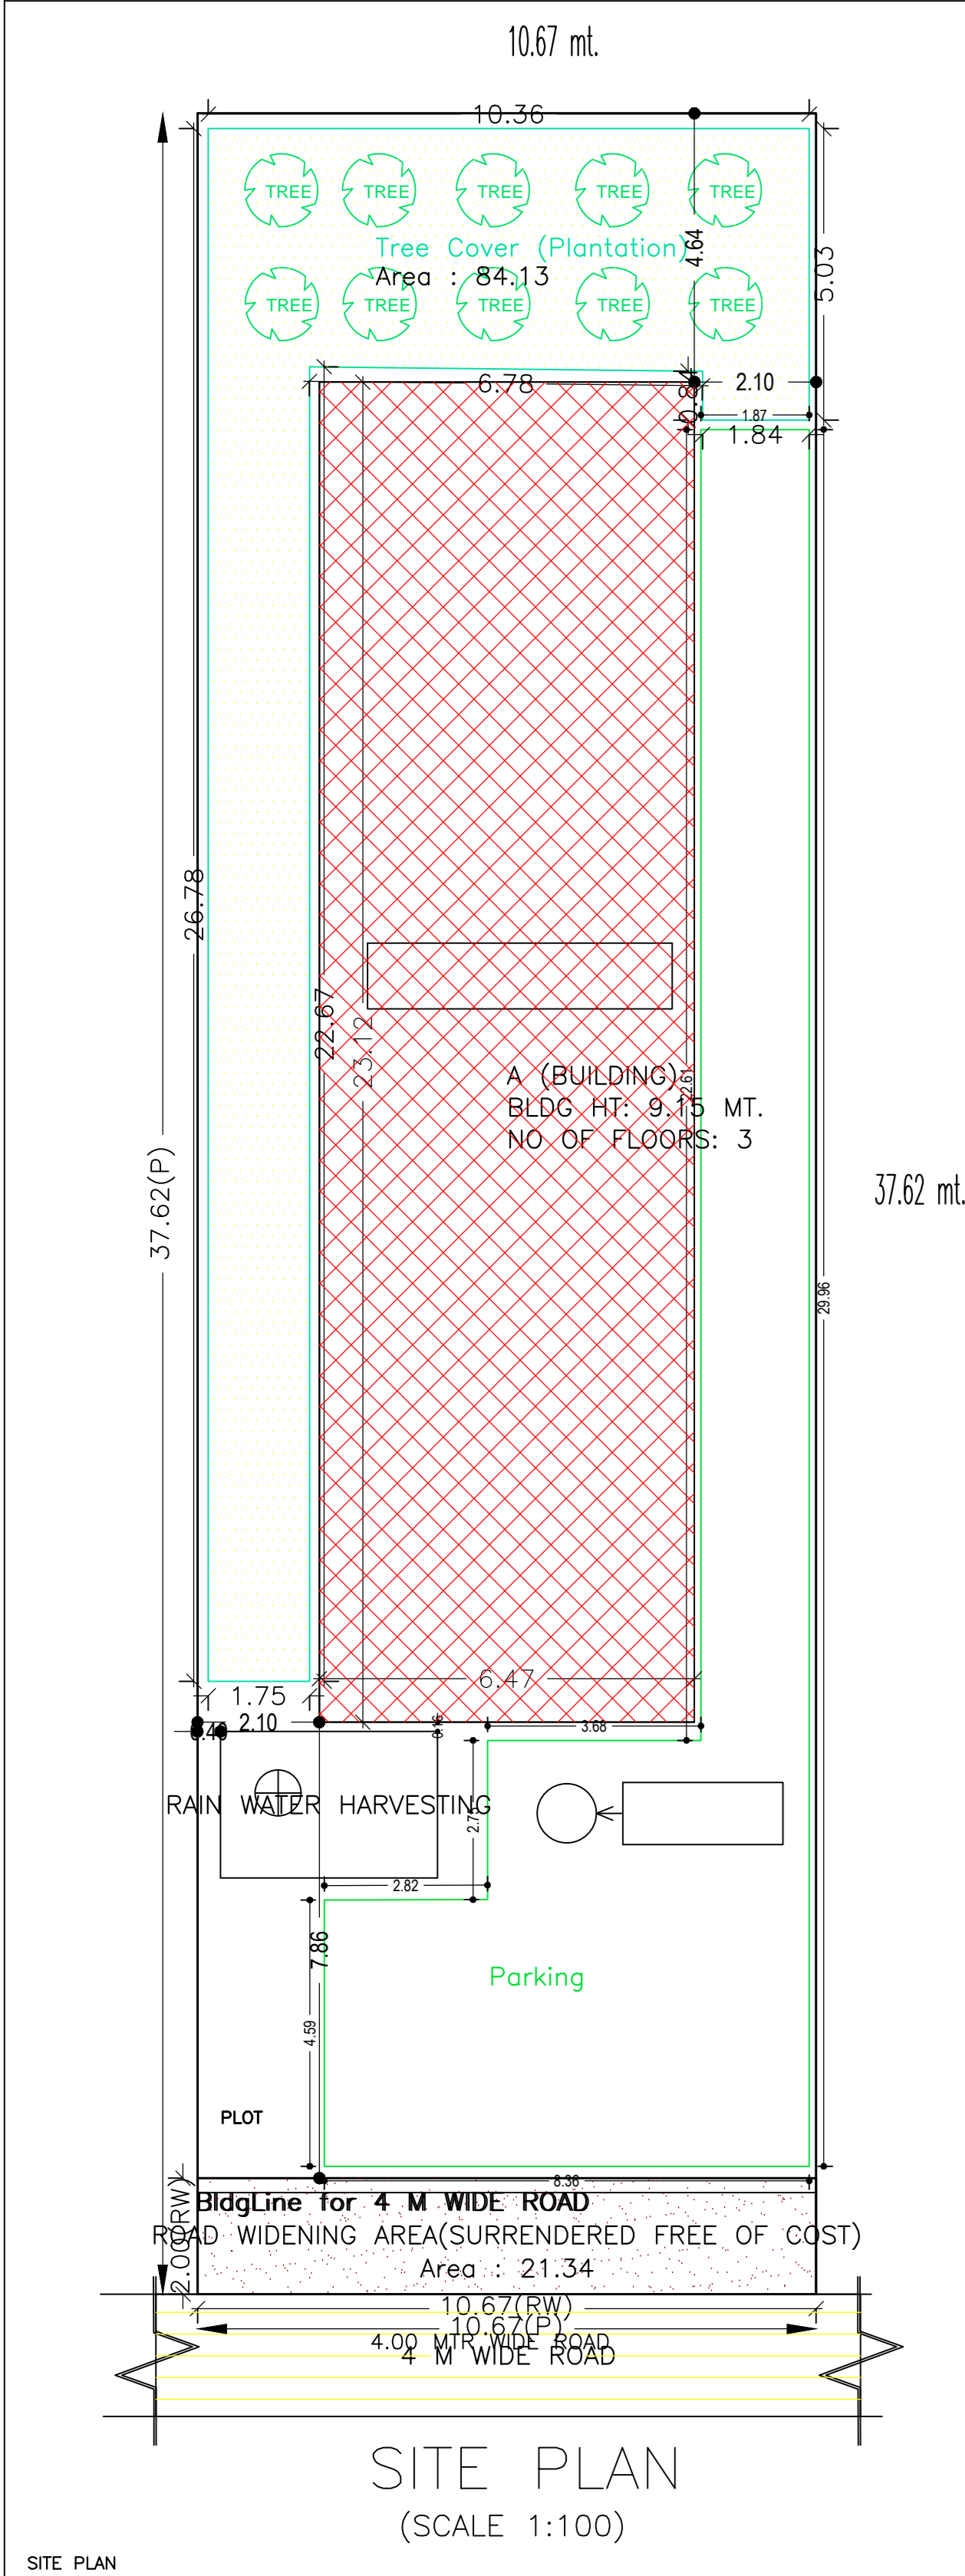 10.67 mt.
10.36
TREE TREE TREE TREE TREE
Tree Cover (Plantation)
Area : 84.13
4.64
5.03
TREE TREE TREE TREE TREE
6.78
2.10
1.87
1.84
26.78
22.67
23.12
A (BUILDING)
BLDG HT: 9.15 MT.
NO OF FLOORS: 3
37.62(P)
37.62 mt.
29.96
6.47
1.75
2.10
3.68
0.16
RAIN WATER HARVESTING
2.82
7.86
4.59
Parking
PLOT
8.36
2.00(RW)
BldgLine for 4 M WIDE ROAD
ROAD WIDENING AREA(SURRENDERED FREE OF COST)
Area : 21.34
10.67(RW)
10.67(P)
4.00 MTR WIDE ROAD
4 M WIDE ROAD
SITE PLAN
(SCALE 1:100)
SITE PLAN